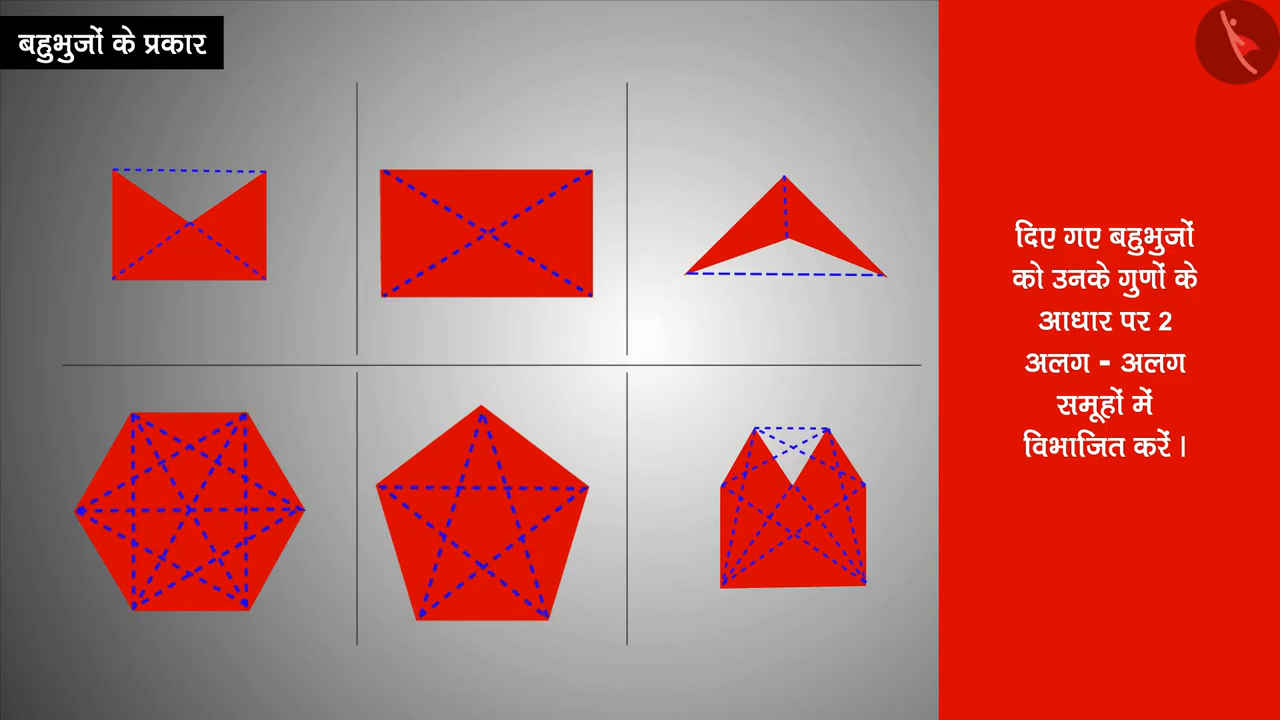 बहुभुजों के प्रकार
दिए गए बहुभुजों
को उनके गुणों के
आधार पर 2
अलग - अलग
समूहों में
विभाजित करें |